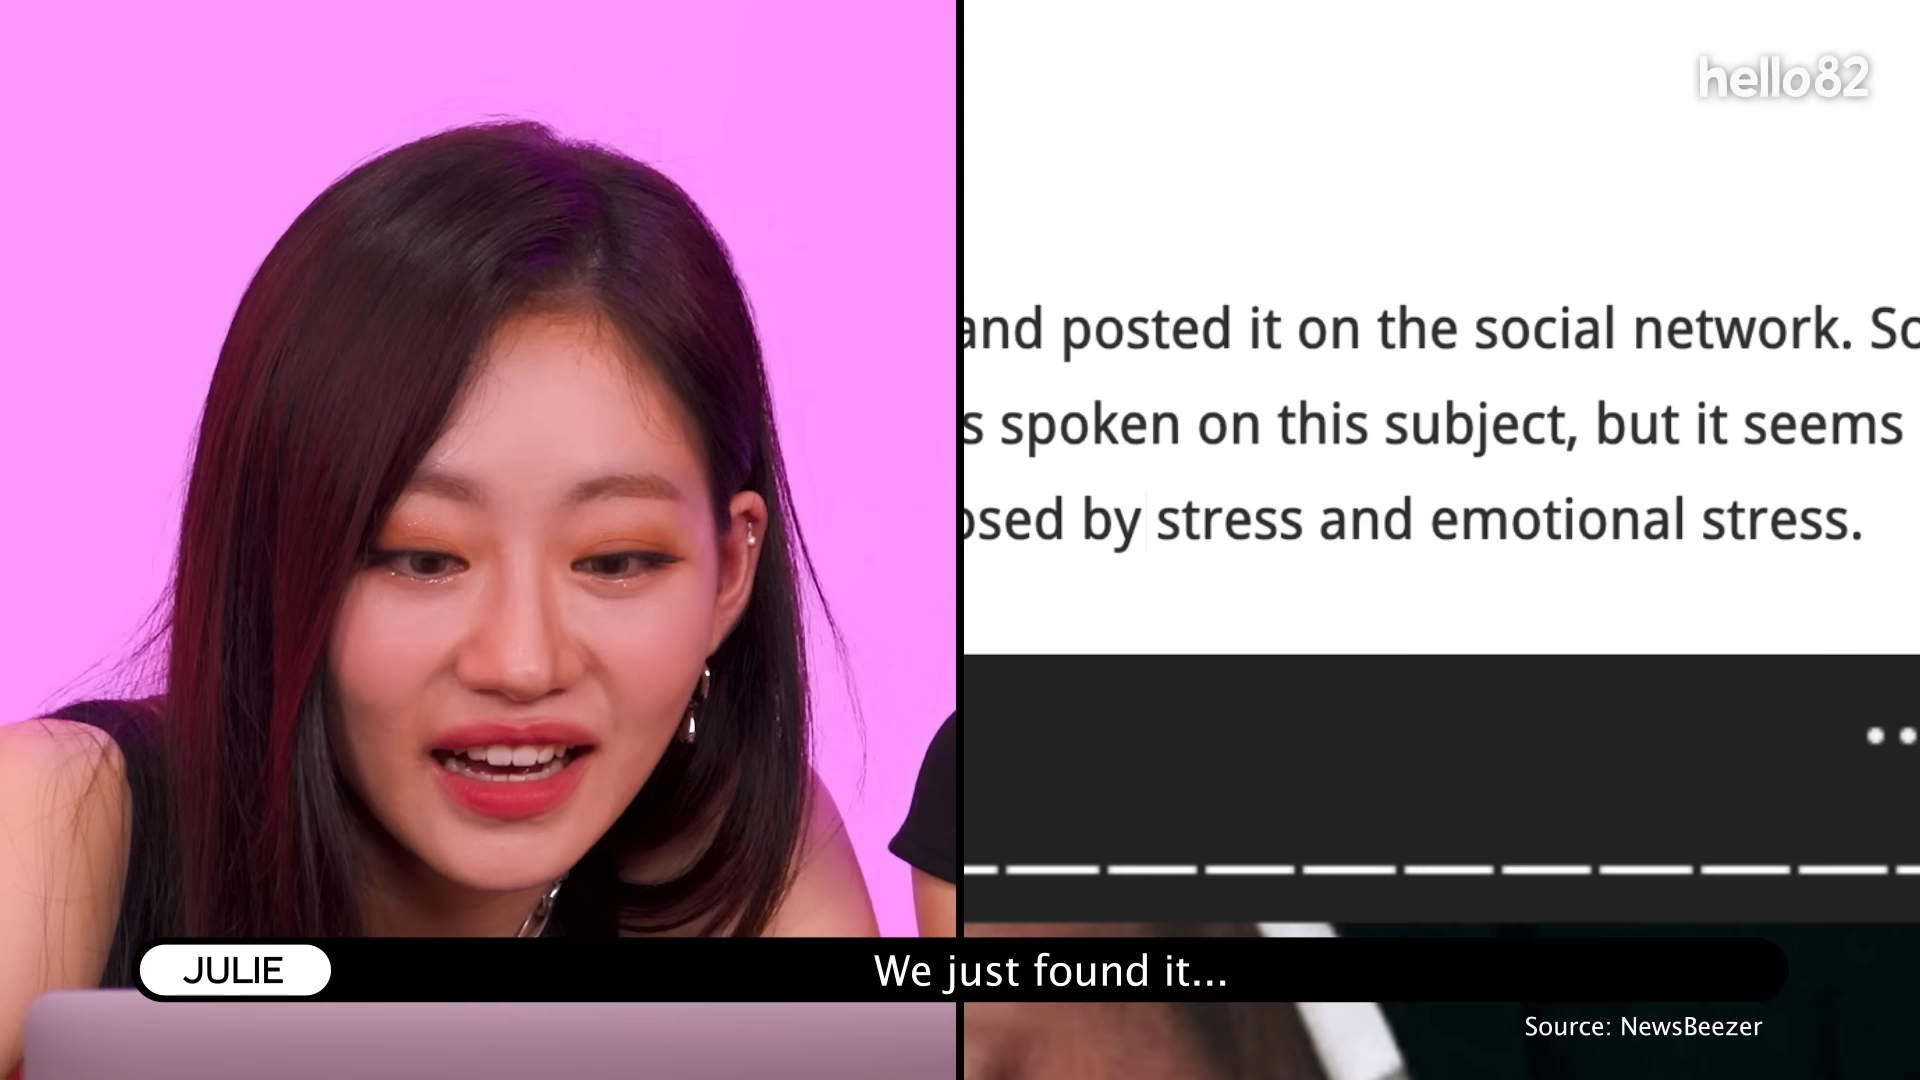 hello82
and posted it on the social network. So
s spoken on this subject, but it seems
osed by stress and emotional stress.
JULIE
We just found it...
Source: NewsBeezer